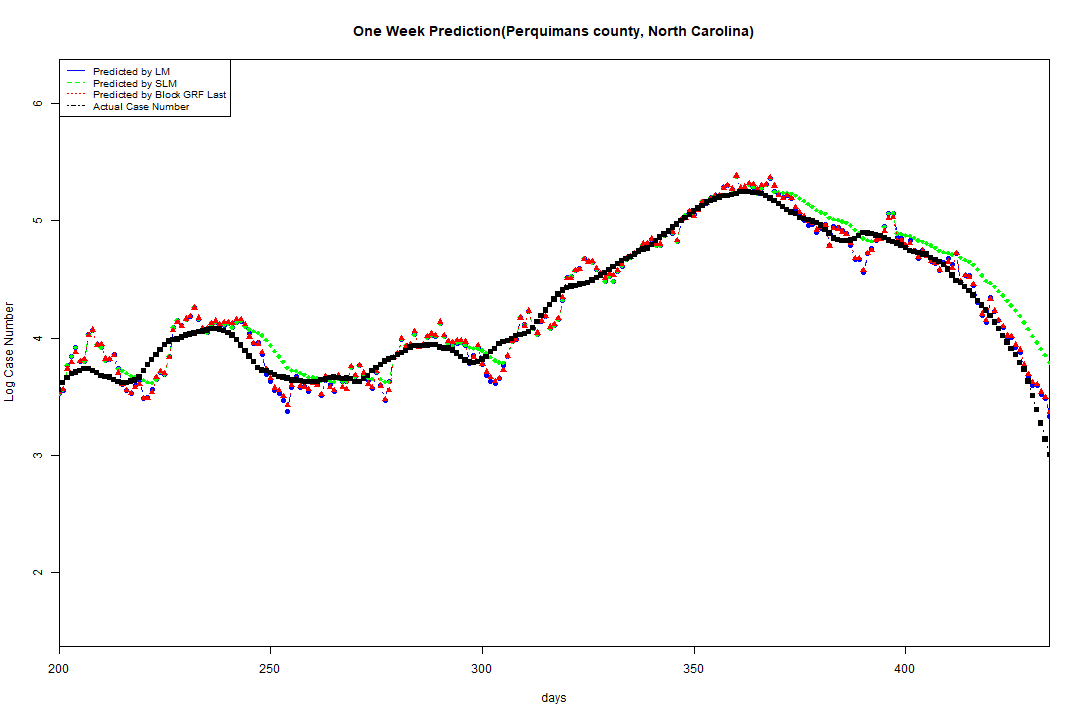 One Week Prediction(Perquimans county, North Carolina)
Predicted by LM
Predicted by SLM
Predicted by Block GRF Last
Actual Case Number
Log Case Number
6
5
4
3
2
200 250 300 350 400
days